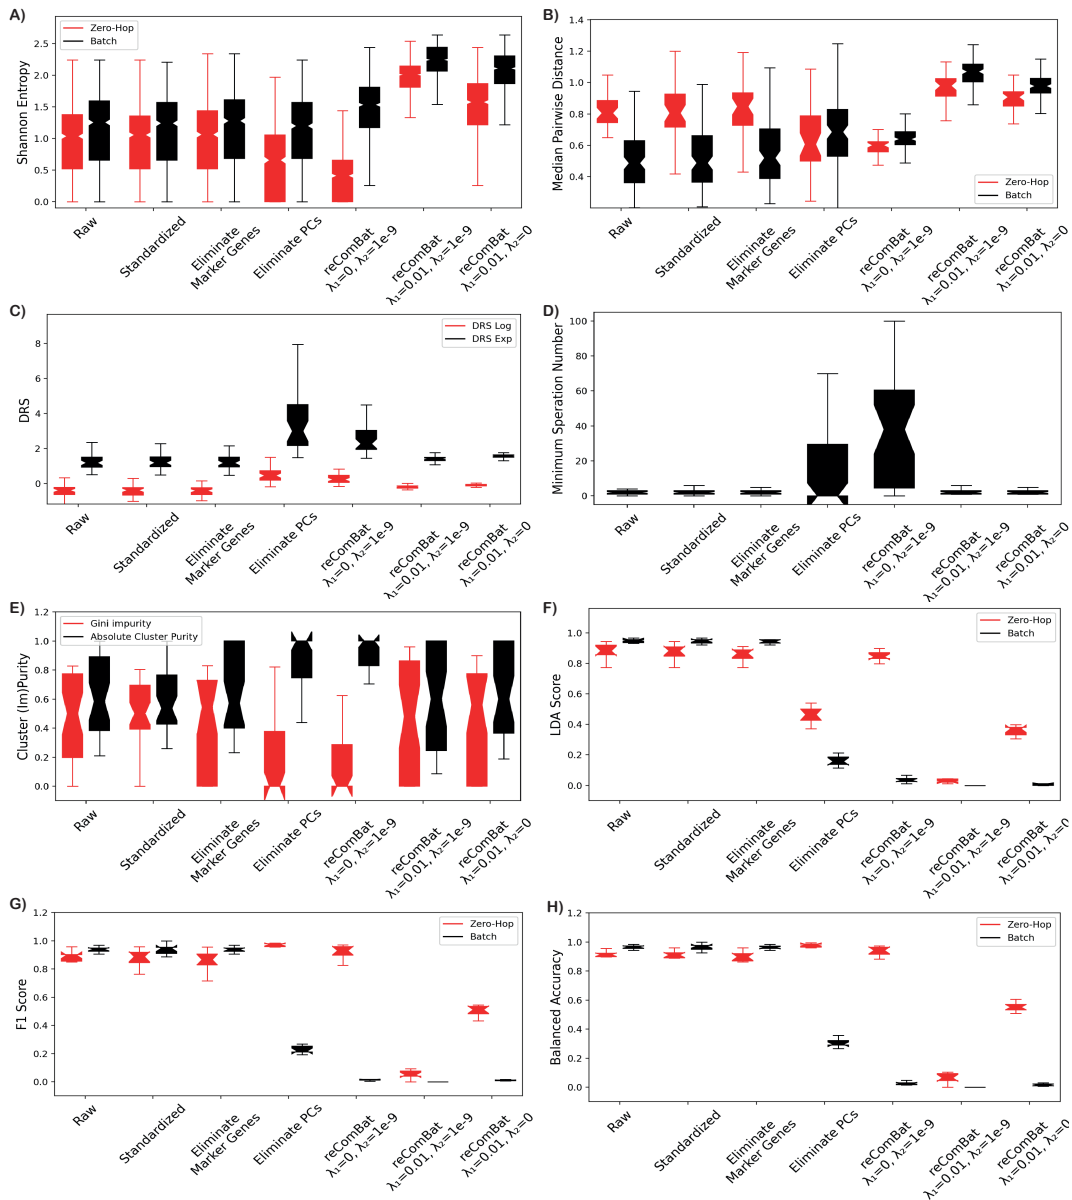 A)
Shannon Entropy
2.5
2.0
1.5
1.0
0.5
0.0
Zero-Hop
Batch
Raw
Standardized
Eliminate
Marker Genes
Eliminate PCs
reComBat
λ₁=0, λ₂=1e-9
reComBat
λ₁=0.01, λ₂=1e-9
reComBat
λ₁=0.01, λ₂=0
B)
Median Pairwise Distance
1.4
1.2
1.0
0.8
0.6
0.4
Zero-Hop
Batch
Raw
Standardized
Eliminate
Marker Genes
Eliminate PCs
reComBat
λ₁=0, λ₂=1e-9
reComBat
λ₁=0.01, λ₂=1e-9
reComBat
λ₁=0.01, λ₂=0
C)
DRS
8
6
4
2
0
DRS Log
DRS Exp
Raw
Standardized
Eliminate
Marker Genes
Eliminate PCs
reComBat
λ₁=0, λ₂=1e-9
reComBat
λ₁=0.01, λ₂=1e-9
reComBat
λ₁=0.01, λ₂=0
D)
Minimum Speration Number
100
80
60
40
20
0
Raw
Standardized
Eliminate
Marker Genes
Eliminate PCs
reComBat
λ₁=0, λ₂=1e-9
reComBat
λ₁=0.01, λ₂=1e-9
reComBat
λ₁=0.01, λ₂=0
E)
Cluster (Im)Purity
1.2
1.0
0.8
0.6
0.4
0.2
0.0
Gini impurity
Absolute Cluster Purity
Raw
Standardized
Eliminate
Marker Genes
Eliminate PCs
reComBat
λ₁=0, λ₂=1e-9
reComBat
λ₁=0.01, λ₂=1e-9
reComBat
λ₁=0.01, λ₂=0
F)
LDA Score
1.0
0.8
0.6
0.4
0.2
0.0
Zero-Hop
Batch
Raw
Standardized
Eliminate
Marker Genes
Eliminate PCs
reComBat
λ₁=0, λ₂=1e-9
reComBat
λ₁=0.01, λ₂=1e-9
reComBat
λ₁=0.01, λ₂=0
G)
F1 Score
1.2
1.0
0.8
0.6
0.4
0.2
0.0
Zero-Hop
Batch
Raw
Standardized
Eliminate
Marker Genes
Eliminate PCs
reComBat
λ₁=0, λ₂=1e-9
reComBat
λ₁=0.01, λ₂=1e-9
reComBat
λ₁=0.01, λ₂=0
H)
Balanced Accuracy
1.2
1.0
0.8
0.6
0.4
0.2
0.0
Zero-Hop
Batch
Raw
Standardized
Eliminate
Marker Genes
Eliminate PCs
reComBat
λ₁=0, λ₂=1e-9
reComBat
λ₁=0.01, λ₂=1e-9
reComBat
λ₁=0.01, λ₂=0